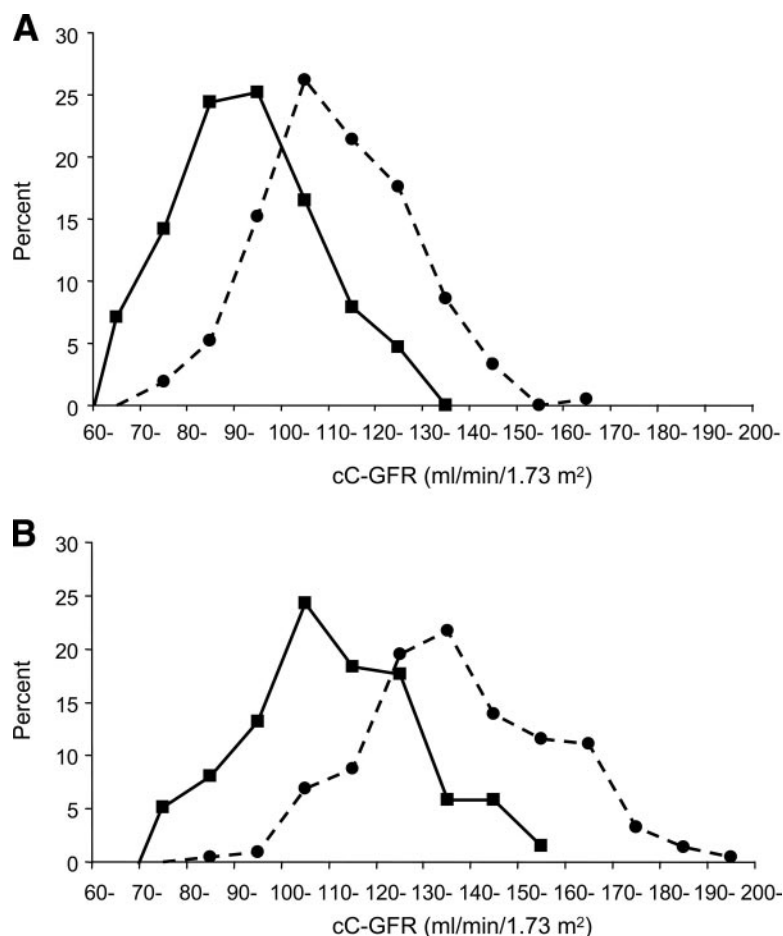 A
30
25
20
15
10
5
0
Percent
60- 70- 80- 90- 100- 110- 120- 130- 140- 150- 160- 170- 180- 190- 200-
cC-GFR (ml/min/1.73 m²)
B
30
25
20
15
10
5
0
Percent
60- 70- 80- 90- 100- 110- 120- 130- 140- 150- 160- 170- 180- 190- 200-
cC-GFR (ml/min/1.73 m²)